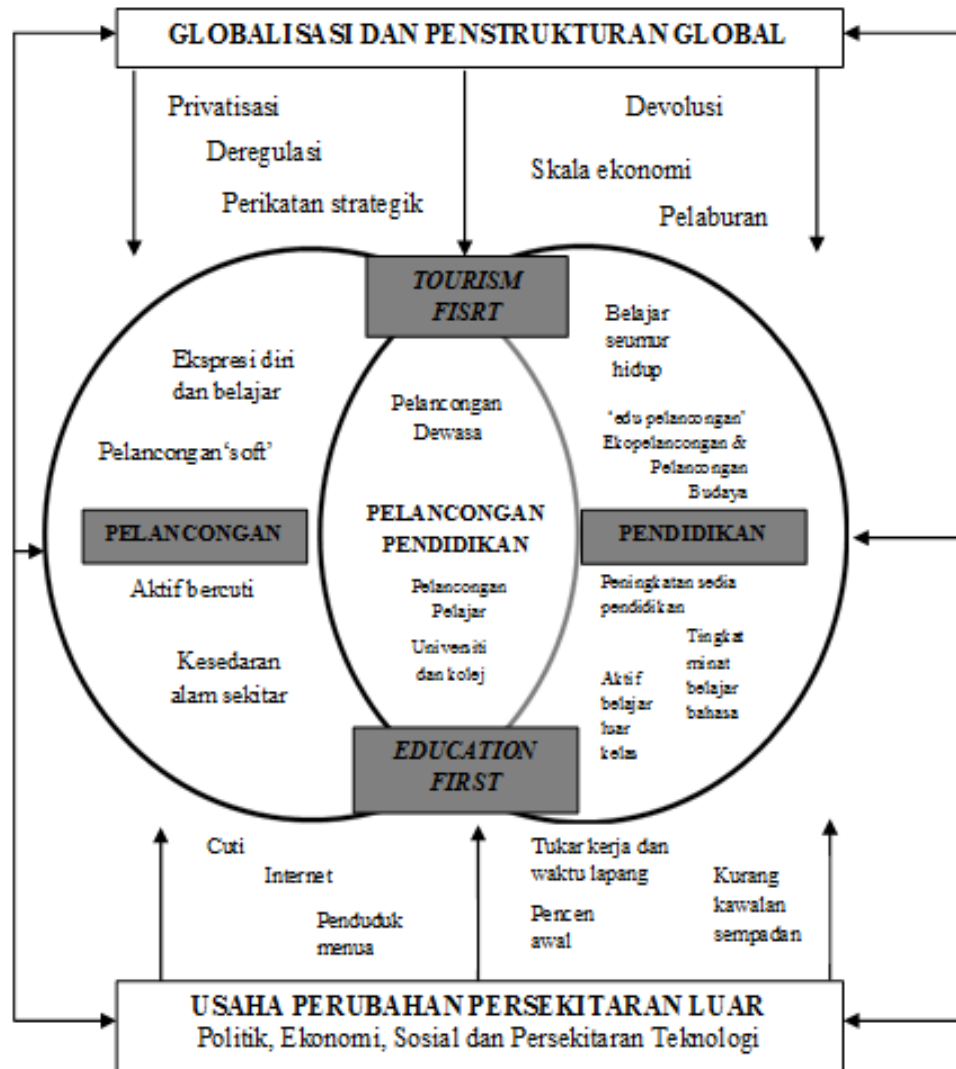 GLOBALISASI DAN PENSTRUKTURAN GLOBAL
Privatisasi
Deregulasi
Perikatan strategik
Devolusi
Skala ekonomi
Pelaburan
TOURISM
FISRT
Ekspresi diri
dan belajar
Pelancongan 'soft'
PELANCONGAN
Aktif bercuti
Kesedaran
alam sekitar
Pelancongan
Dewasa
PELANCONGAN
PENDIDIKAN
Pelancongan
Pelajar
Universiti
dan kolej
Belajar
seumur
hidup
"edu pelancongan"
Ekopelancongan &
Pelancongan
Budaya
PENDIDIKAN
Peningkatan sedia
pendidikan
Tingkat
minat
belajar
bahasa
Aktif
belajar
luar
kelas
EDUCATION
FIRST
Cuti
Internet
Penduduk
menua
Tukar kerja dan
waktu lapang
Pencen
awal
Kurang
kawalan
sempadan
USAHA PERUBAHAN PERSEKITARAN LUAR
Politik, Ekonomi, Sosial dan Persekitaran Teknologi